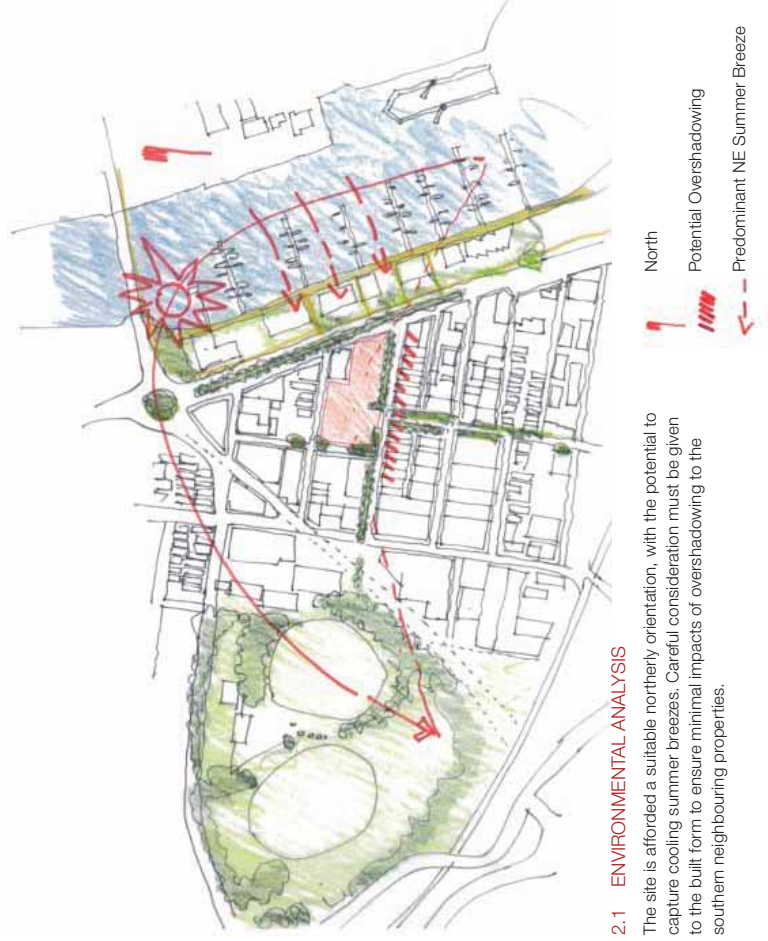 2.1 ENVIRONMENTAL ANALYSIS
The site is afforded a suitable northerly orientation, with the potential to
capture cooling summer breezes. Careful consideration must be given
to the built form to ensure minimal impacts of overshadowing to the
southern neighbouring properties.
North
Potential Overshadowing
Predominant NE Summer Breeze